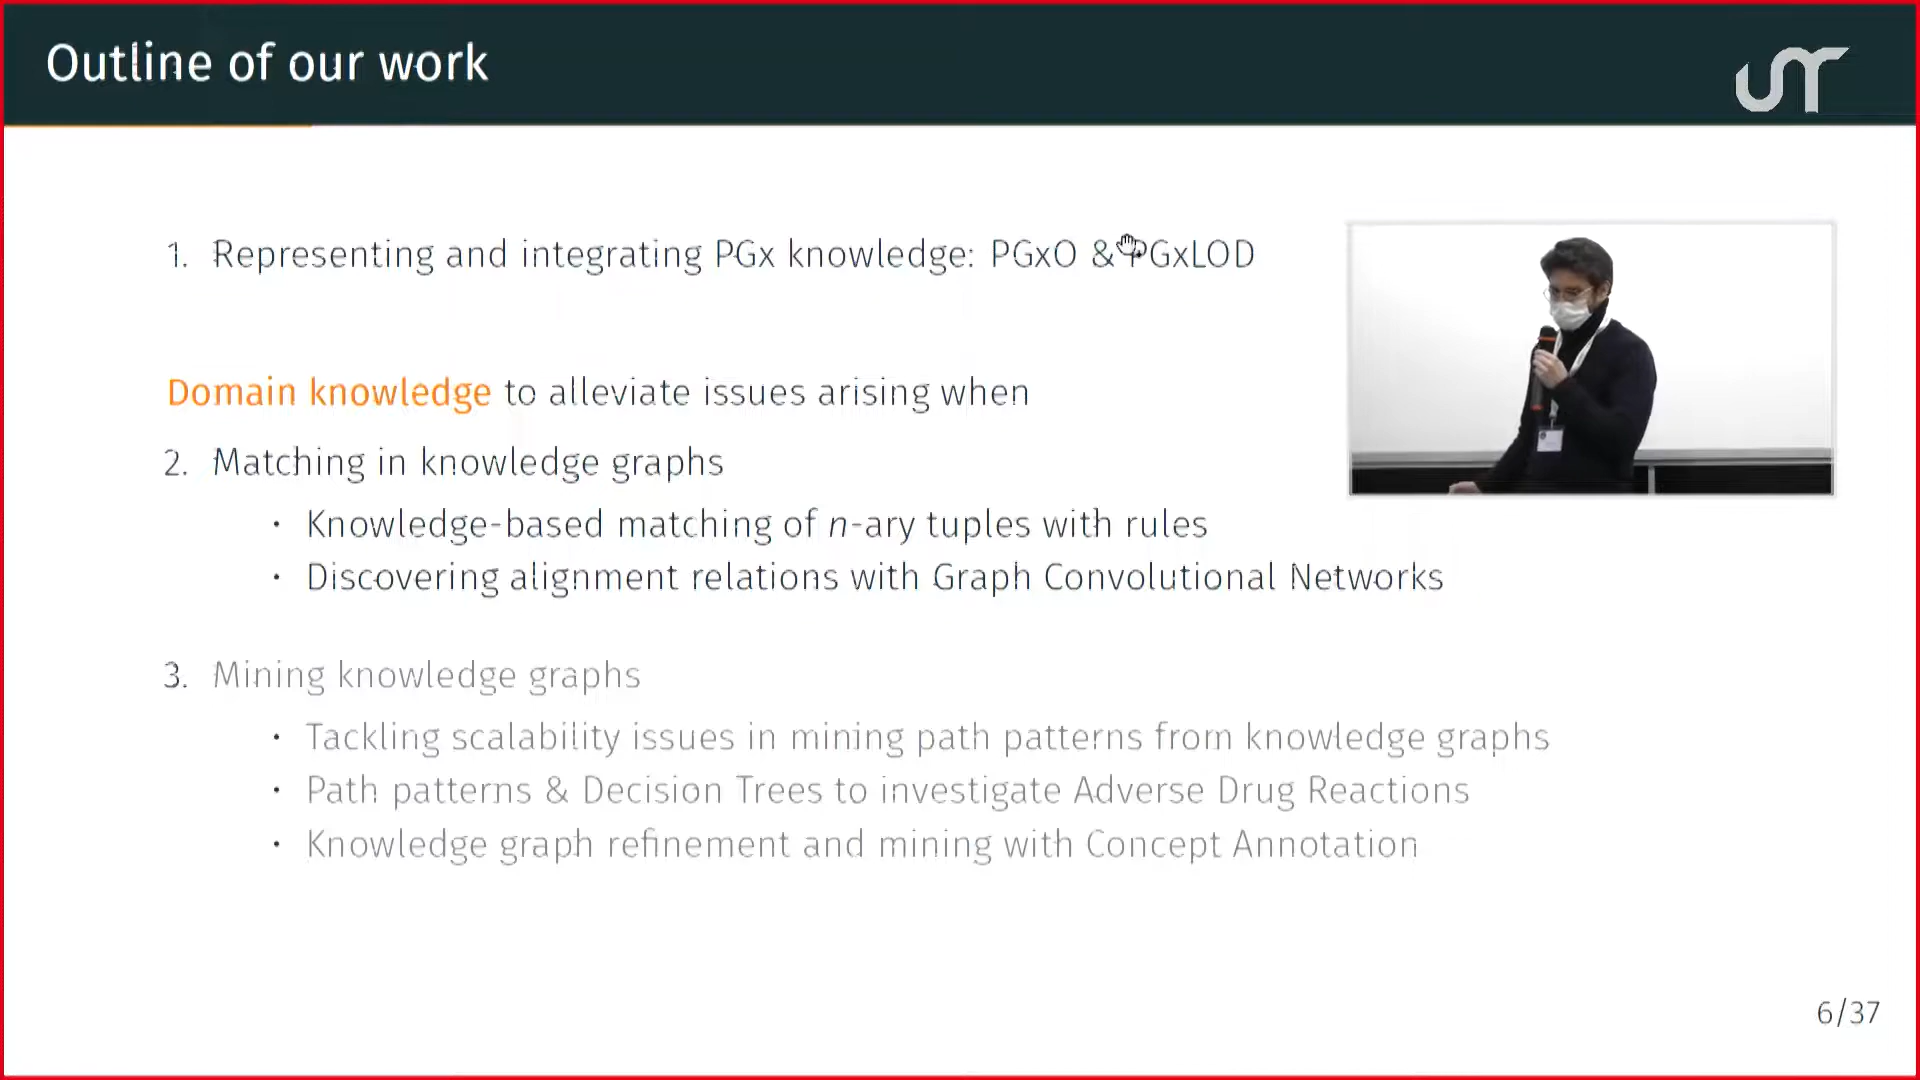 Outline of our work
1. Representing and integrating PGx knowledge: PGxO & PGxLOD
Domain knowledge to alleviate issues arising when
2. Matching in knowledge graphs
• Knowledge-based matching of n-ary tuples with rules
• Discovering alignment relations with Graph Convolutional Networks
3. Mining knowledge graphs
• Tackling scalability issues in mining path patterns from knowledge graphs
• Path patterns & Decision Trees to investigate Adverse Drug Reactions
• Knowledge graph refinement and mining with Concept Annotation
6/37